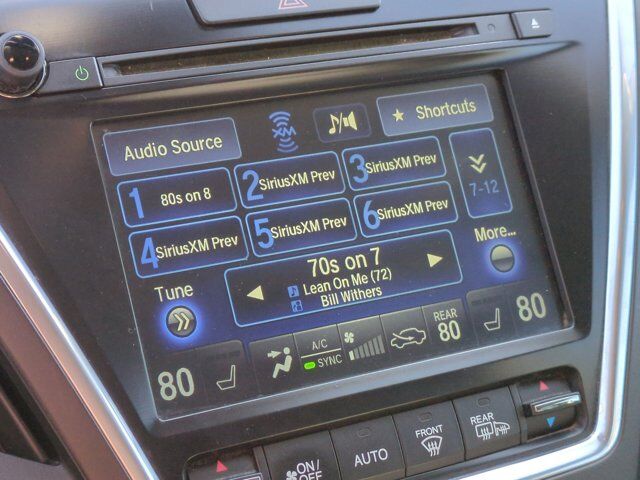 XM
Audio Source
★ Shortcuts
1 80s on 8
2 SiriusXM Prev
3 SiriusXM Prev
7-12
4 SiriusXM Prev
5 SiriusXM Prev
6 SiriusXM Prev
70s on 7
Lean On Me (72)
Bill Withers
Tune
More...
80
A/C
SYNC
REAR
80
80
ON/
OFF
AUTO
FRONT
REAR